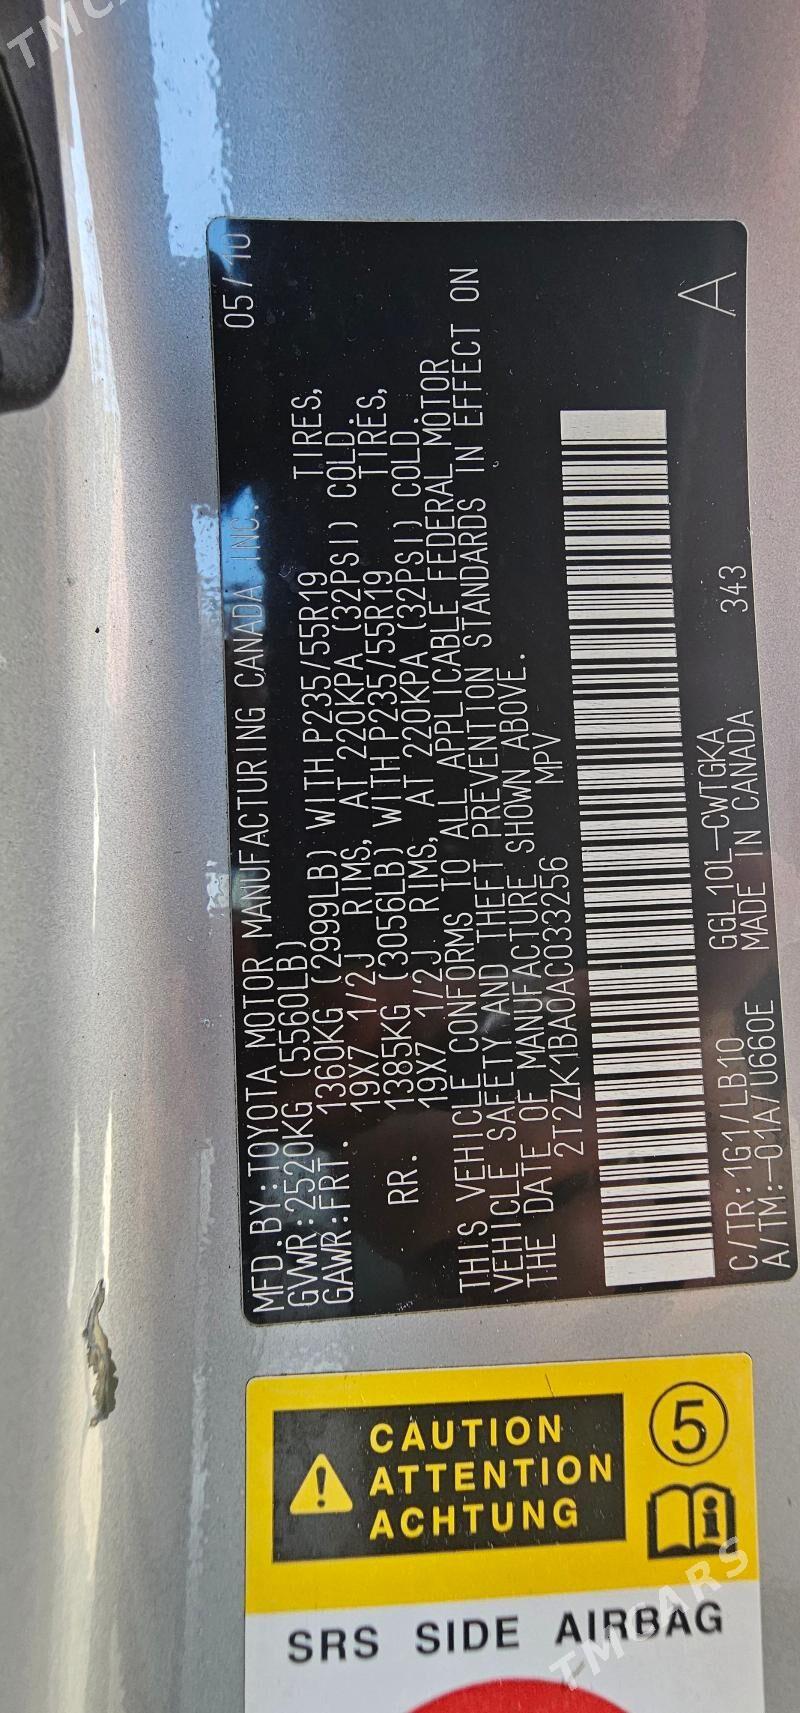 MFD.BY:TOYOTA MOTOR MANUFACTURING CANADA INC. 05/10
GVWR:2520KG (5560LB)
GAWR:FRT. 1360KG (2999LB) WITH P235/55R19 TIRES,
19X7 1/2J RIMS, AT 220KPA (32PSI) COLD.
RR. 1385KG (3056LB) WITH P235/55R19 TIRES,
19X7 1/2J RIMS, AT 220KPA (32PSI) COLD.
THIS VEHICLE CONFORMS TO ALL APPLICABLE FEDERAL MOTOR
VEHICLE SAFETY AND THEFT PREVENTION STANDARDS IN EFFECT ON
THE DATE OF MANUFACTURE SHOWN ABOVE.
2T2ZK1BA0AC033256 MPV
C/TR:1G1/LB10 GGL10L-CWTGKA 343 A
A/TM:-01A/U660E MADE IN CANADA
CAUTION
ATTENTION
ACHTUNG
5
SRS SIDE AIRBAG
TMCARS